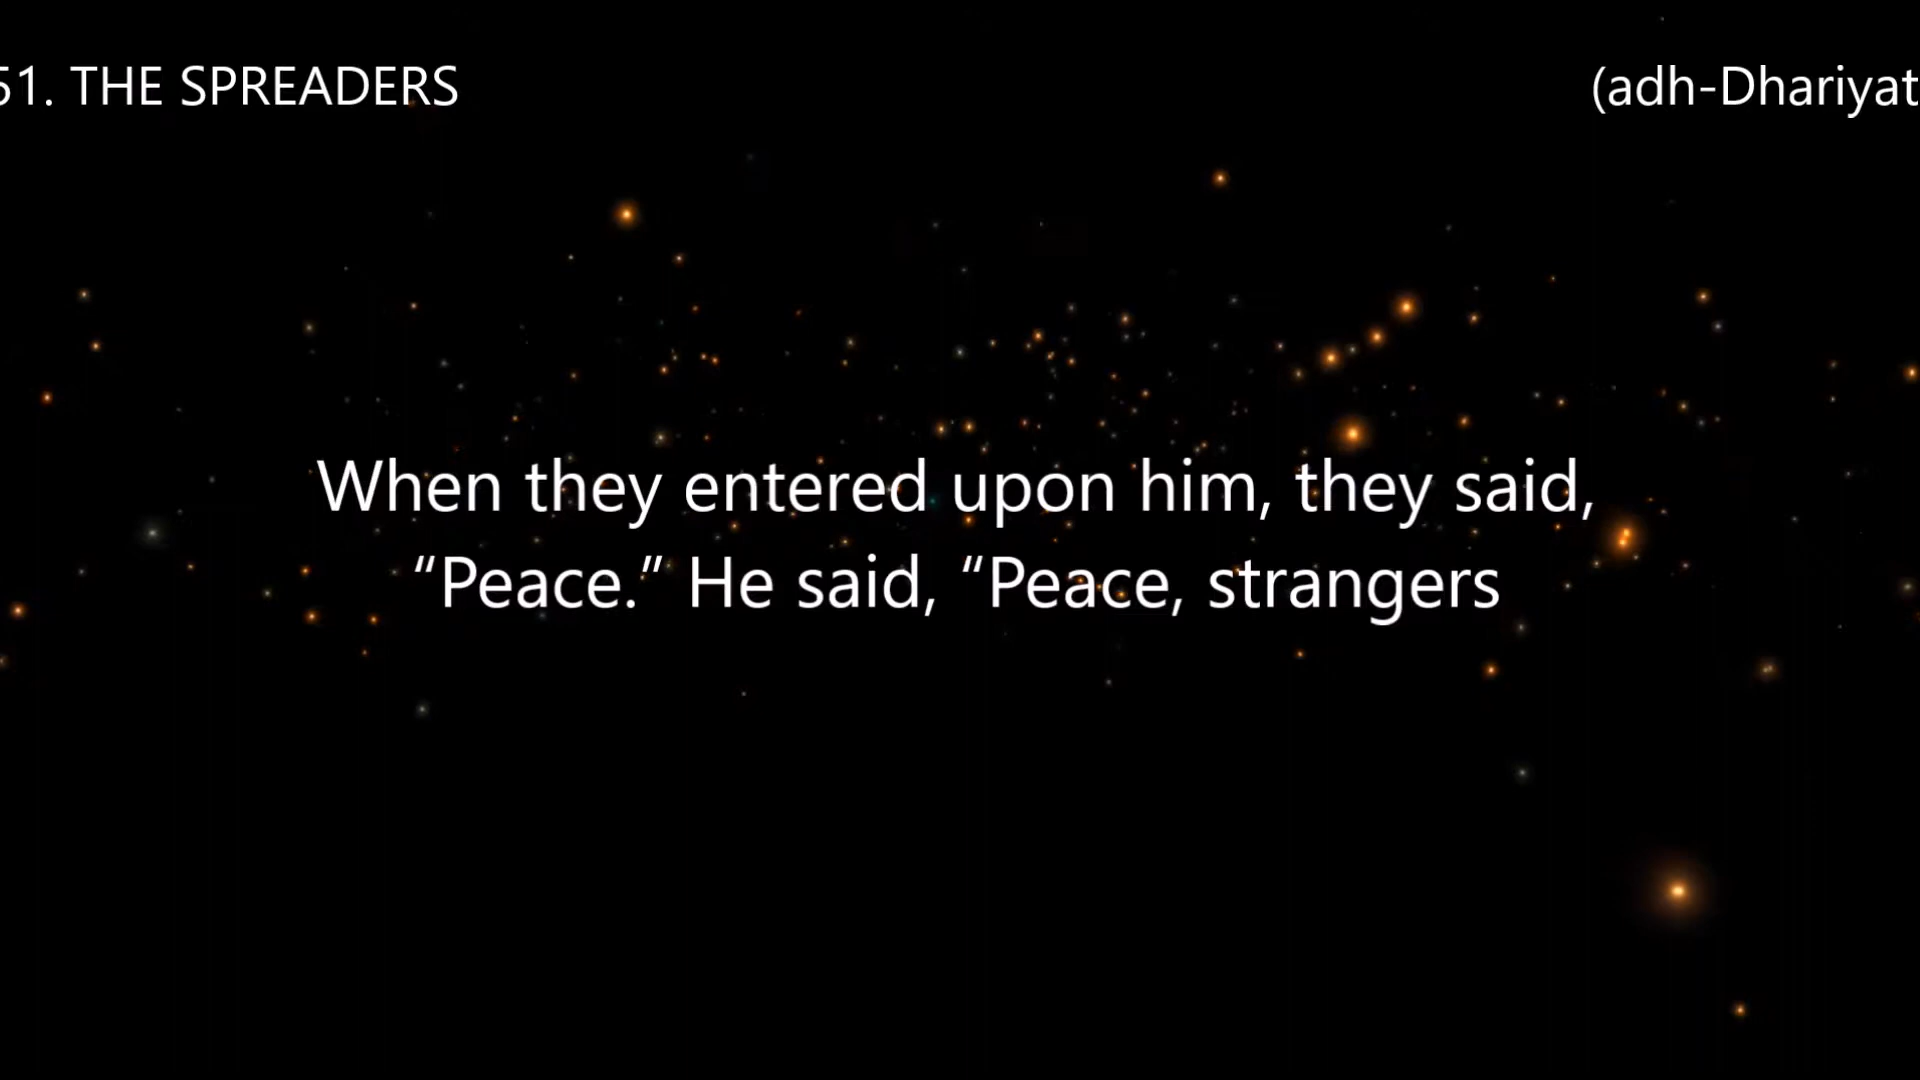 51. THE SPREADERS
(adh-Dhariyat
When they entered upon him, they said,
“Peace.” He said, “Peace, strangers